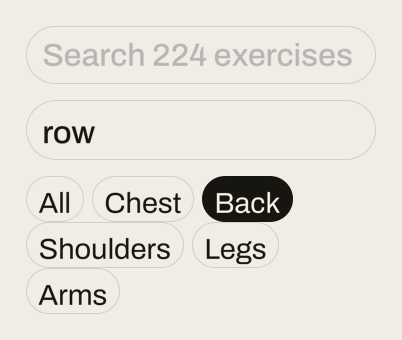 Search 224 exercises
row
All Chest Back
Shoulders Legs
Arms